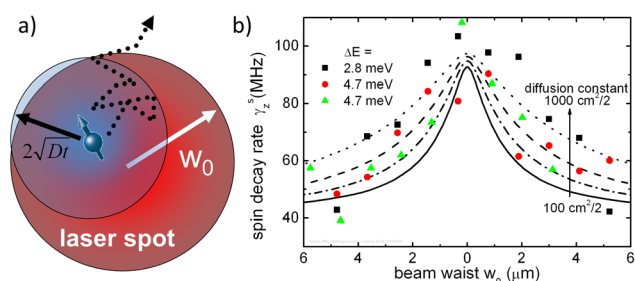 a)
2√Dt
w₀
laser spot
b)
spin decay rate γ_z^s (MHz)
100
80
60
40
ΔE =
2.8 meV
4.7 meV
4.7 meV
diffusion constant
1000 cm²/2
100 cm²/2
6 4 2 0 2 4 6
beam waist w₀ (μm)